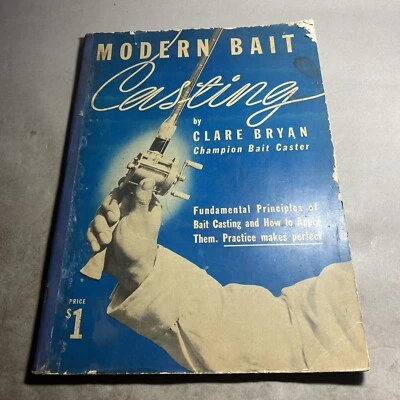 MODERN BAIT
Casting
by
CLARE BRYAN
Champion Bait Caster
Fundamental Principles of
Bait Casting and How to Apply
Them. Practice makes perfect
PRICE
$1